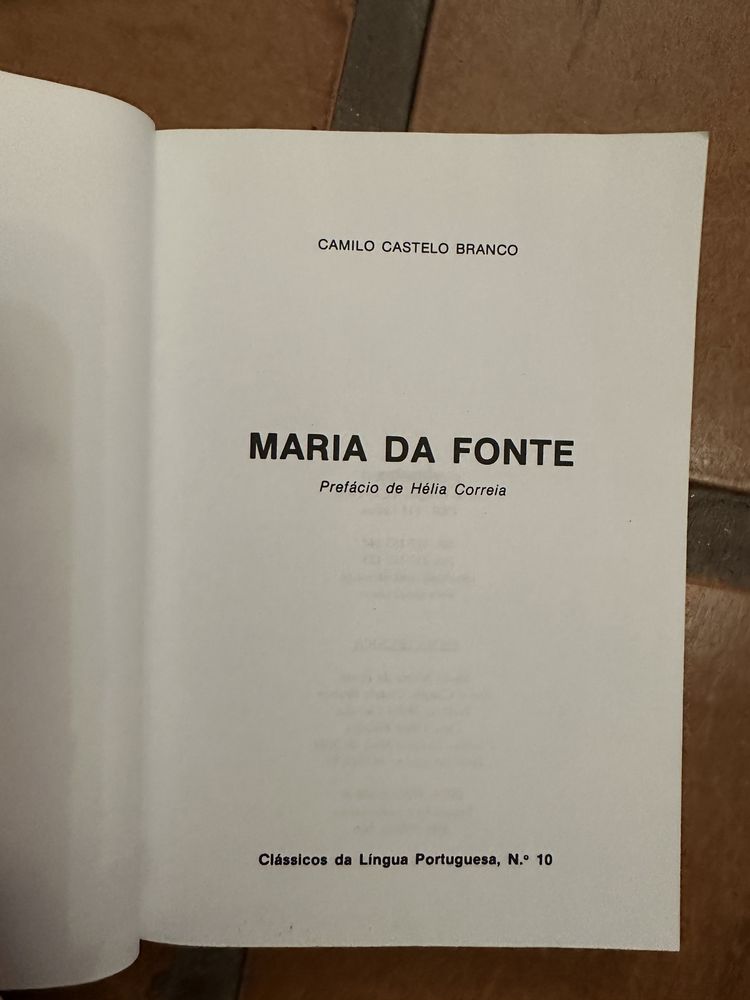 CAMILO CASTELO BRANCO
MARIA DA FONTE
Prefácio de Hélia Correia
Clássicos da Língua Portuguesa, N.º 10